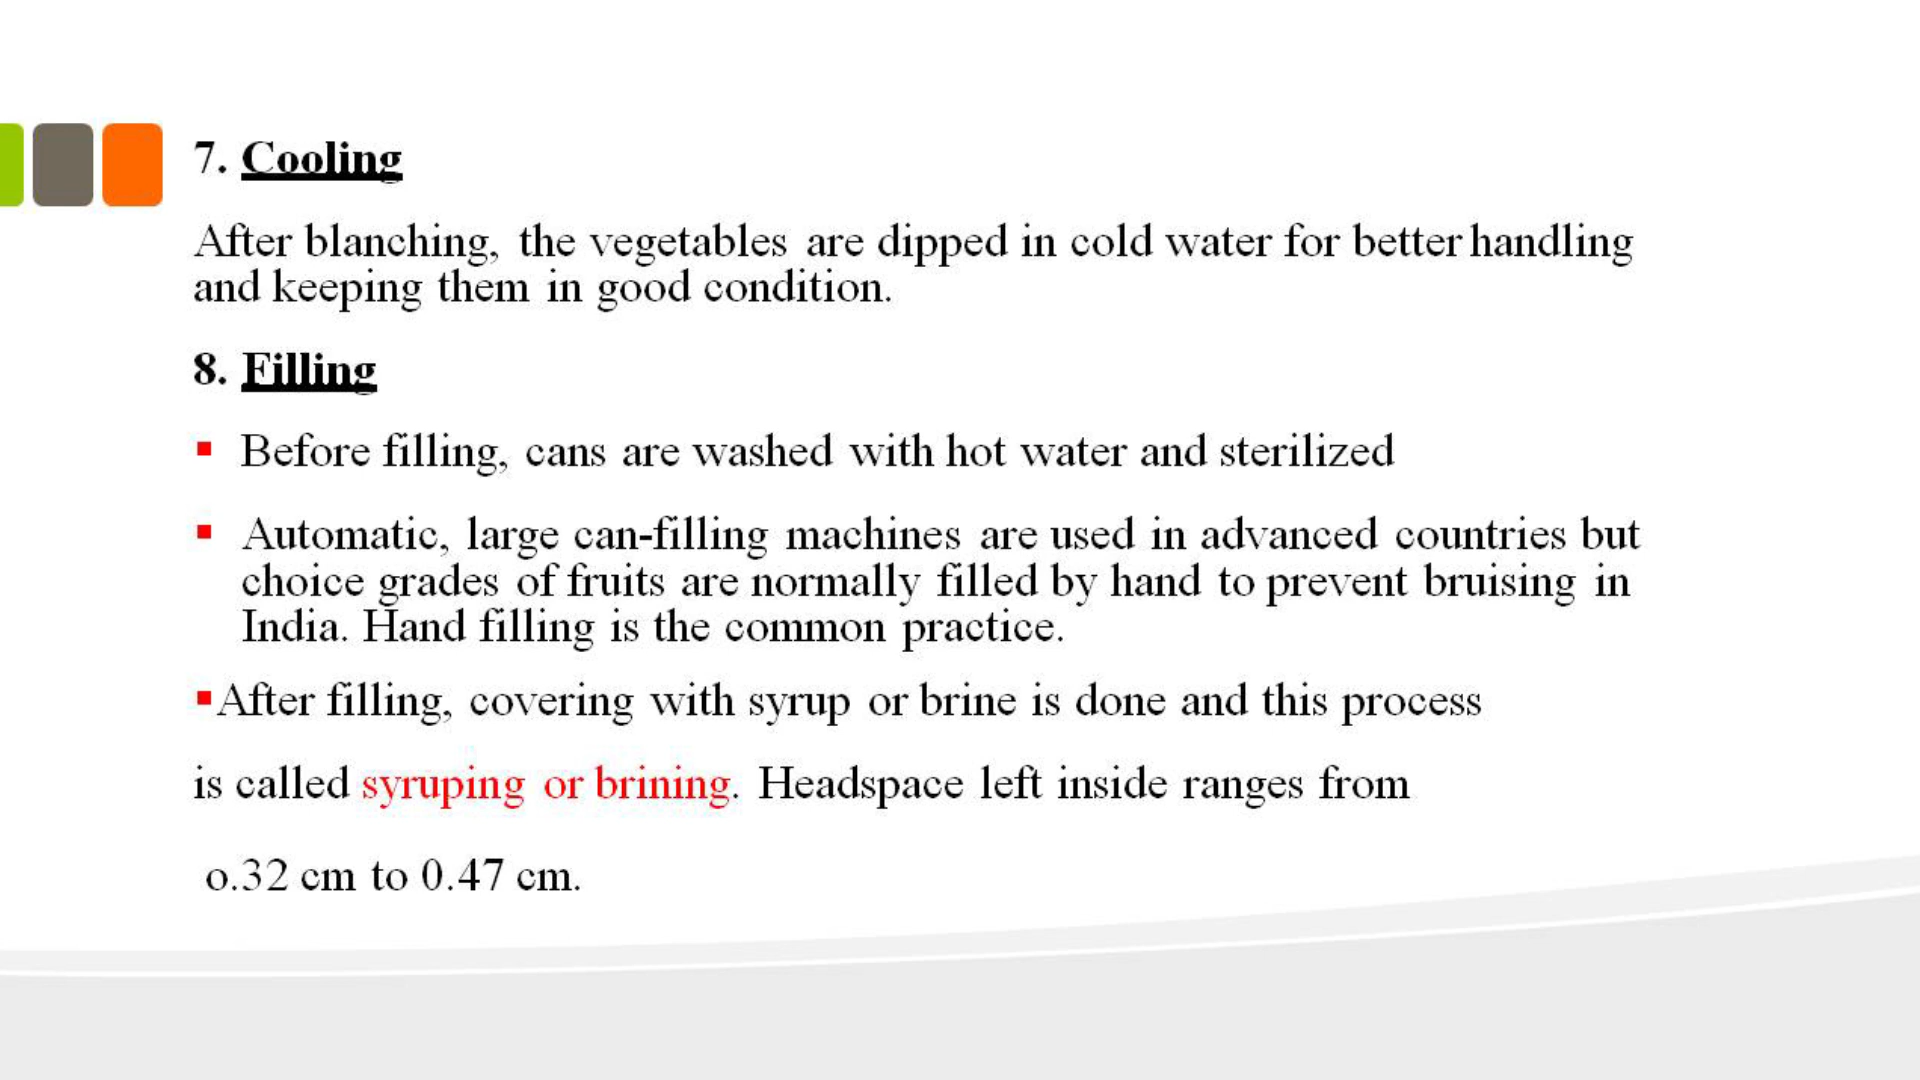 7. Cooling
After blanching, the vegetables are dipped in cold water for better handling
and keeping them in good condition.
8. Filling
▪ Before filling, cans are washed with hot water and sterilized
▪ Automatic, large can-filling machines are used in advanced countries but
choice grades of fruits are normally filled by hand to prevent bruising in
India. Hand filling is the common practice.
▪After filling, covering with syrup or brine is done and this process
is called syruping or brining. Headspace left inside ranges from
o.32 cm to 0.47 cm.